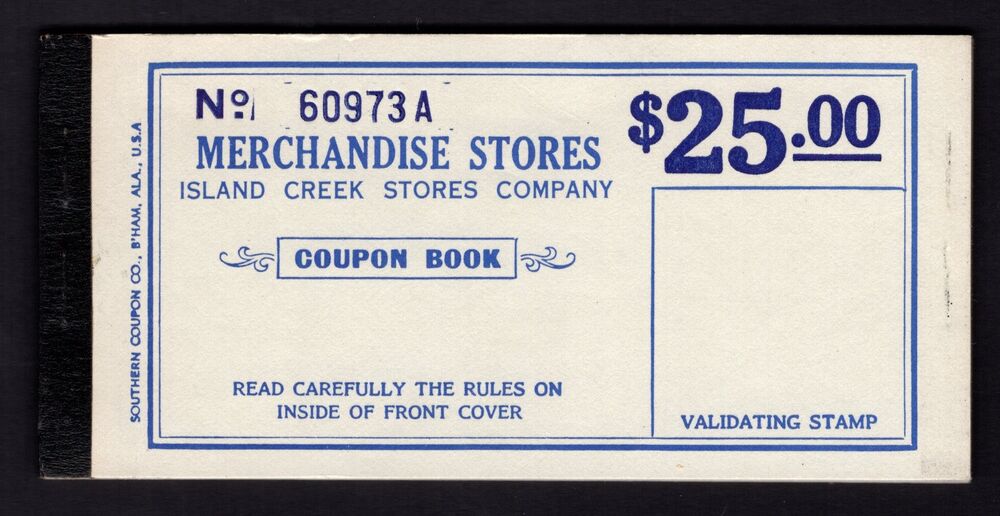 Nº 60973A
$25.00
MERCHANDISE STORES
ISLAND CREEK STORES COMPANY
COUPON BOOK
READ CAREFULLY THE RULES ON
INSIDE OF FRONT COVER
VALIDATING STAMP
SOUTHERN COUPON CO., B'HAM, ALA., U.S.A